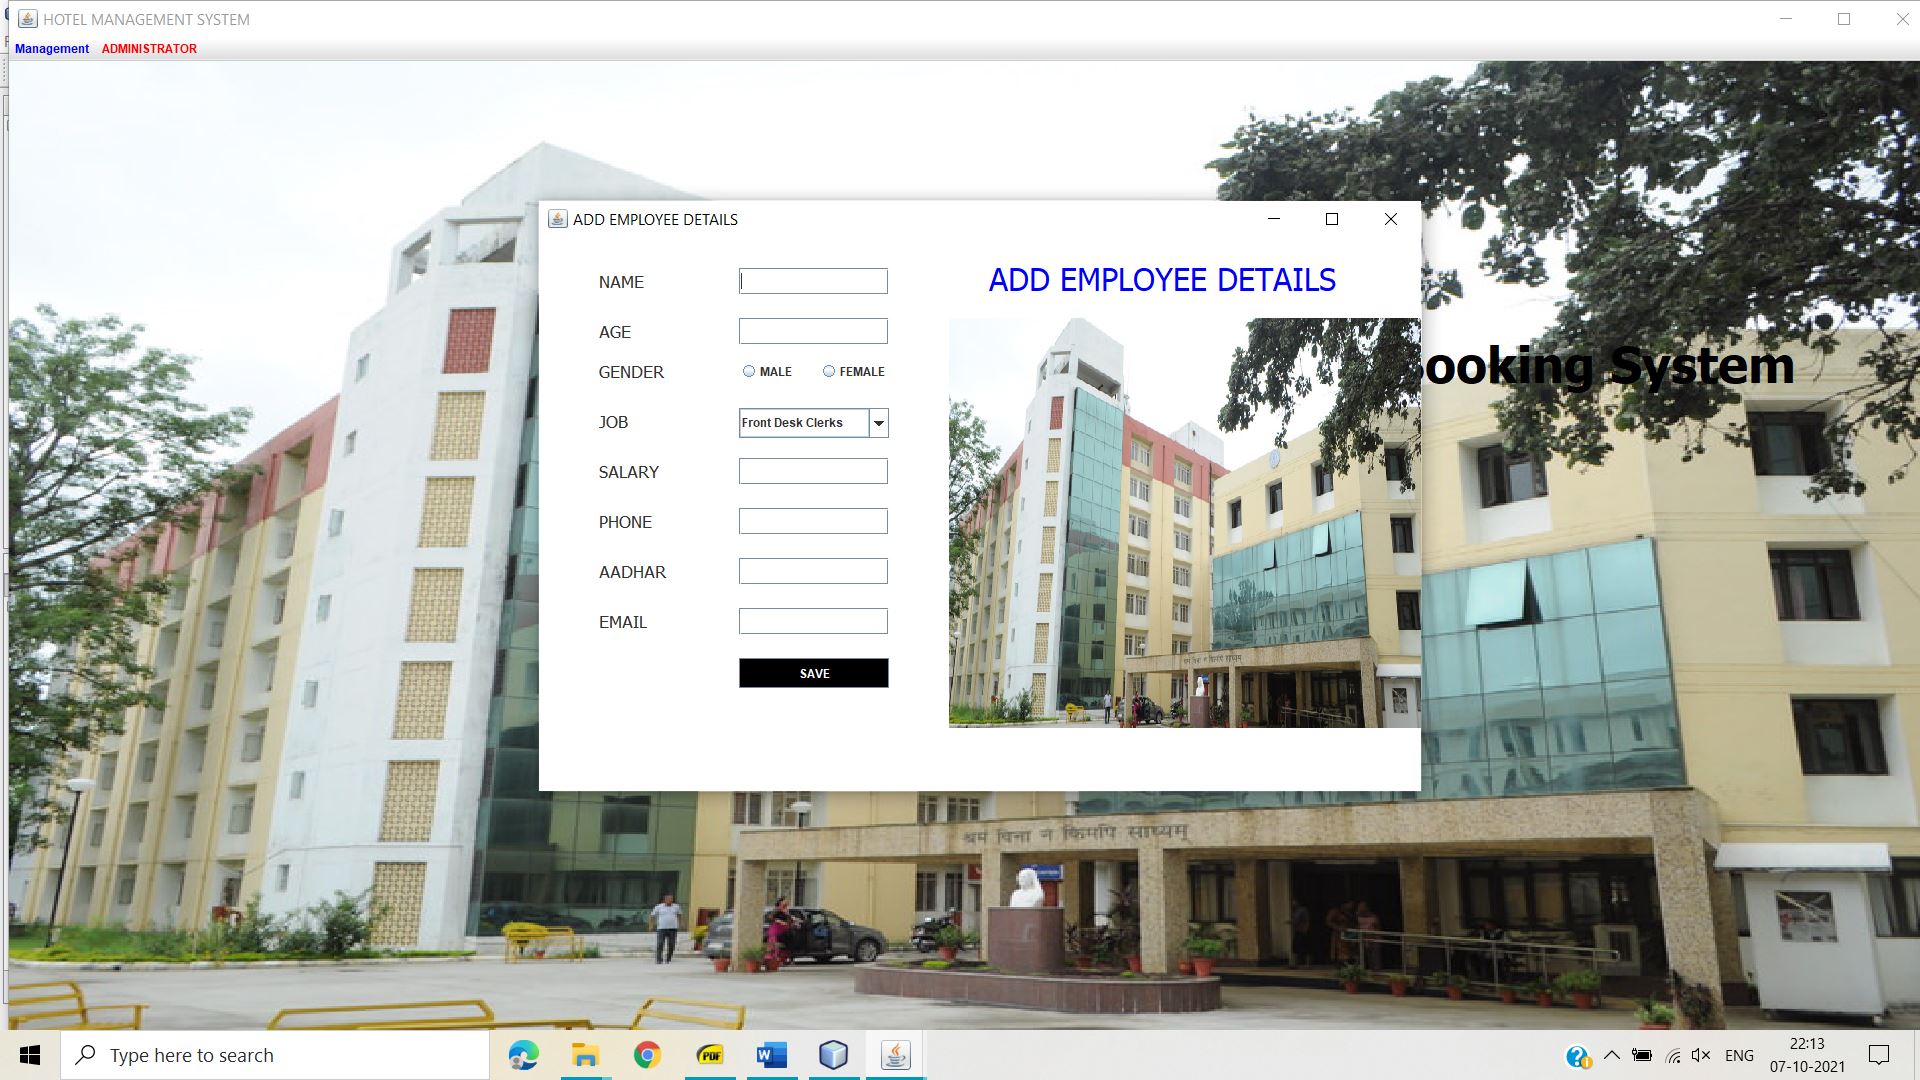 HOTEL MANAGEMENT SYSTEM
Management ADMINISTRATOR
ADD EMPLOYEE DETAILS
ADD EMPLOYEE DETAILS
NAME
AGE
GENDER MALE FEMALE
JOB Front Desk Clerks
SALARY
PHONE
AADHAR
EMAIL
SAVE
ooking System
श्रमं विना न किमपि साध्यम्
Type here to search
PDF
ENG
22:13
07-10-2021